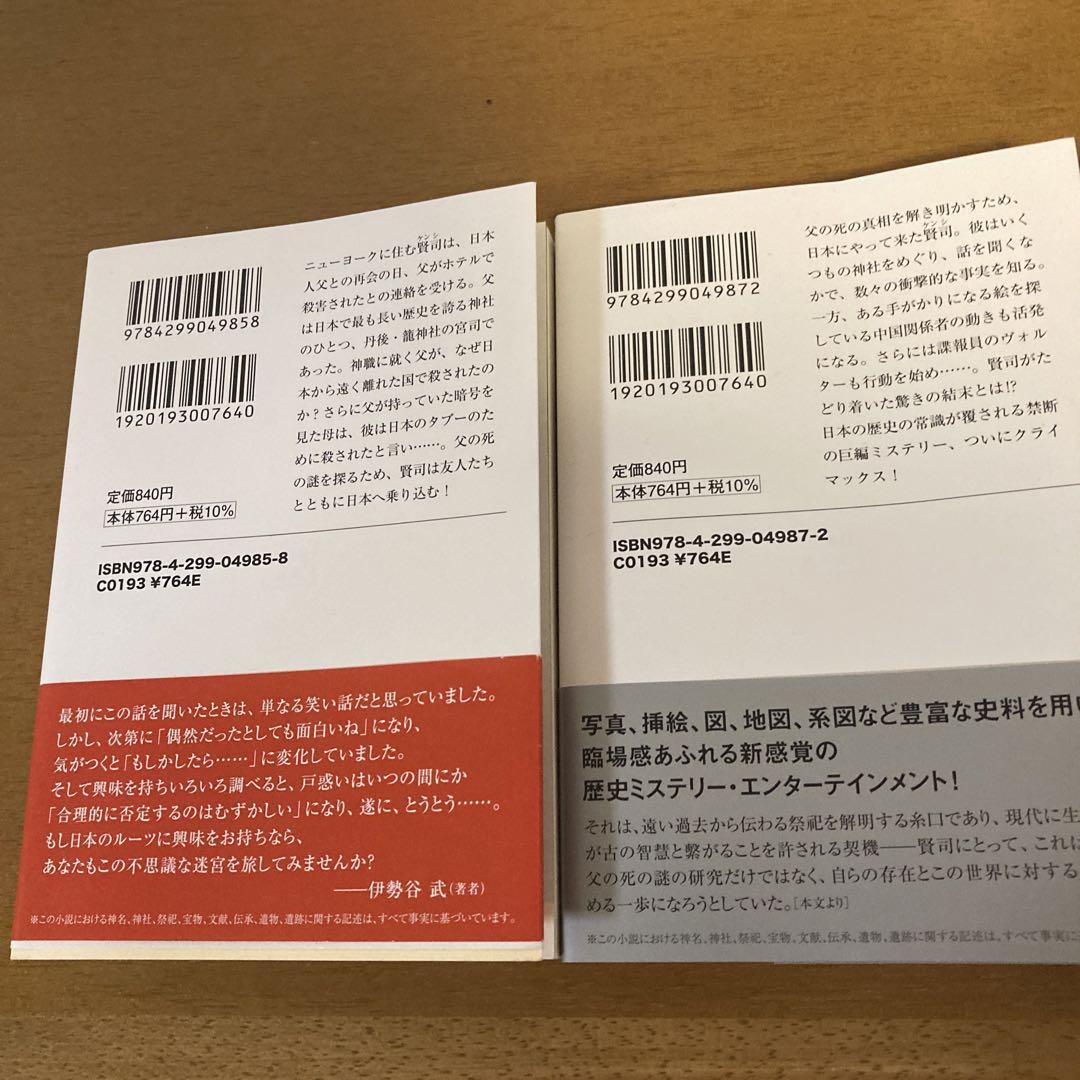 9784299049858
1920193007640
定価840円
本体764円+税10%
ケンシ
ニューヨークに住む賢司は、日本
人父との再会の日、父がホテルで
殺害されたとの連絡を受ける。父
は日本で最も長い歴史を誇る神社
のひとつ、丹後・籠神社の宮司で
あった。神職に就く父が、なぜ日
本から遠く離れた国で殺されたの
か?さらに父が持っていた暗号を
見た母は、彼は日本のタブーのた
めに殺されたと言い……。父の死
の謎を探るため、賢司は友人たち
とともに日本へ乗り込む!
ISBN978-4-299-04985-8
C0193 ¥764E
最初にこの話を聞いたときは、単なる笑い話だと思っていました。
しかし、次第に「偶然だったとしても面白いね」になり、
気がつくと「もしかしたら……」に変化していました。
そして興味を持ちいろいろ調べると、戸惑いはいつの間にか
「合理的に否定するのはむずかしい」になり、遂に、とうとう……。
もし日本のルーツに興味をお持ちなら、
あなたもこの不思議な迷宮を旅してみませんか?
――伊勢谷 武(著者)
※この小説における神名、神社、祭祀、宝物、文献、伝承、遺物、遺跡に関する記述は、すべて事実に基づいています。
9784299049872
1920193007640
定価840円
本体764円+税10%
父の死の真相を解き明かすため、
ケンシ
日本にやって来た賢司。彼はいく
つもの神社をめぐり、話を聞くな
かで、数々の衝撃的な事実を知る。
一方、ある手がかりになる絵を探
している中国関係者の動きも活発
になる。さらには諜報員のヴォル
ターも行動を始め……。賢司がた
どり着いた驚きの結末とは!?
日本の歴史の常識が覆される禁断
の巨編ミステリー、ついにクライ
マックス!
ISBN978-4-299-04987-2
C0193 ¥764E
写真、挿絵、図、地図、系図など豊富な史料を用い
臨場感あふれる新感覚の
歴史ミステリー・エンターテインメント!
それは、遠い過去から伝わる祭祀を解明する糸口であり、現代に生
が古の智慧と繋がることを許される契機――賢司にとって、これは
父の死の謎の研究だけではなく、自らの存在とこの世界に対する
める一歩になろうとしていた。[本文より]
※この小説における神名、神社、祭祀、宝物、文献、伝承、遺物、遺跡に関する記述は、すべて事実に